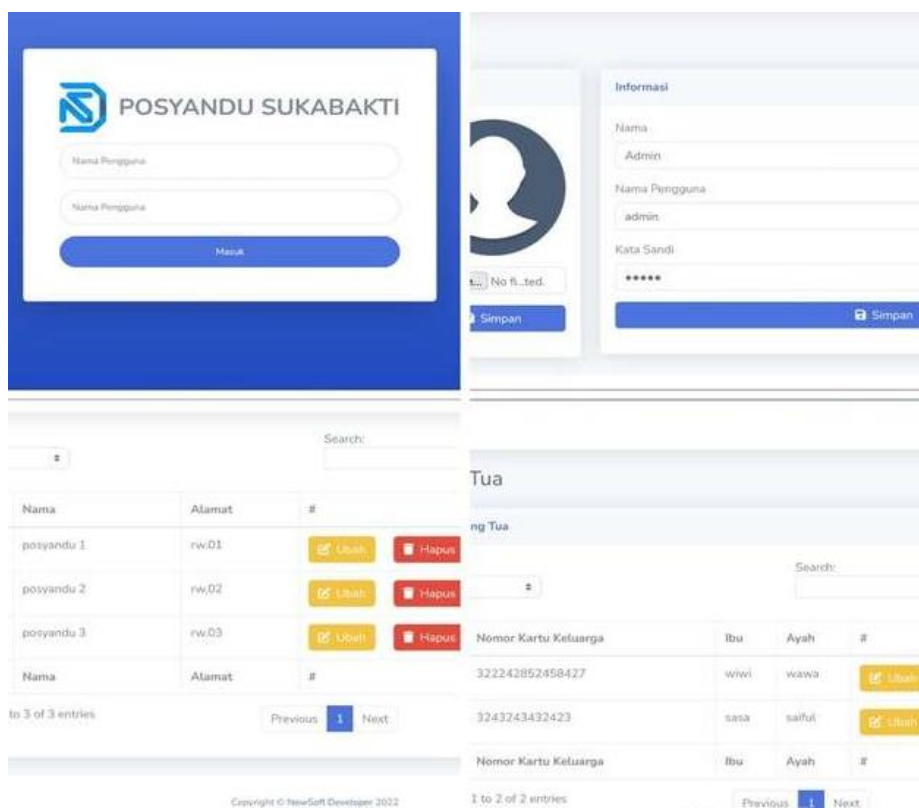 POSYANDU SUKABAKTI
Nama Pengguna
Nama Pengguna
Masuk
Informasi
Nama
Admin
Nama Pengguna
admin
Kata Sandi
•••••
No fi...ted.
Simpan
Simpan
Search:
Nama Alamat #
posyandu 1 rw.01 Ubah Hapus
posyandu 2 rw,02 Ubah Hapus
posyandu 3 rw.03 Ubah Hapus
Nama Alamat #
to 3 of 3 entries
Previous 1 Next
Copyright © NewSoft Developer 2022
Tua
ng Tua
Search:
Nomor Kartu Keluarga Ibu Ayah #
322242852458427 wiwi wawa Ubah
3243243432423 sasa saiful Ubah
Nomor Kartu Keluarga Ibu Ayah #
1 to 2 of 2 entries
Previous 1 Next